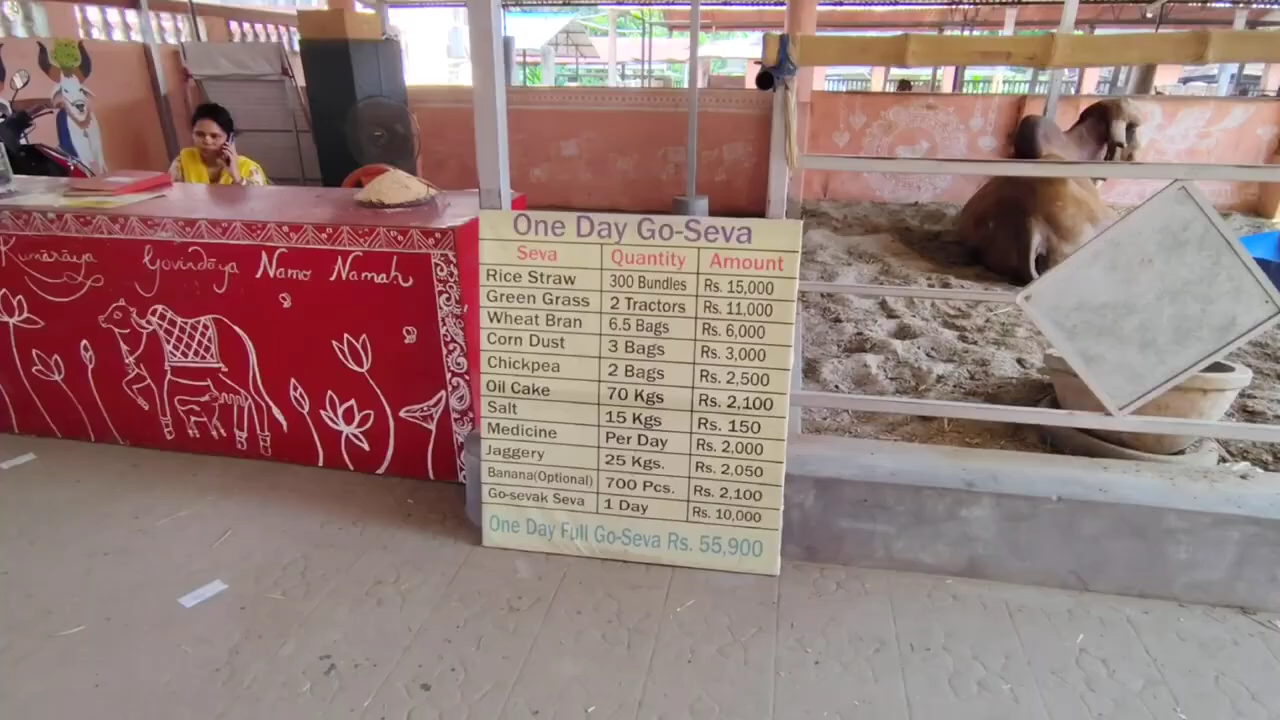 Kumārāya Govindāya Namo Namah
One Day Go-Seva
Seva Quantity Amount
Rice Straw 300 Bundles Rs. 15,000
Green Grass 2 Tractors Rs. 11,000
Wheat Bran 6.5 Bags Rs. 6,000
Corn Dust 3 Bags Rs. 3,000
Chickpea 2 Bags Rs. 2,500
Oil Cake 70 Kgs Rs. 2,100
Salt 15 Kgs Rs. 150
Medicine Per Day Rs. 2,000
Jaggery 25 Kgs. Rs. 2,050
Banana(Optional) 700 Pcs. Rs. 2,100
Go-sevak Seva 1 Day Rs. 10,000
One Day Full Go-Seva Rs. 55,900